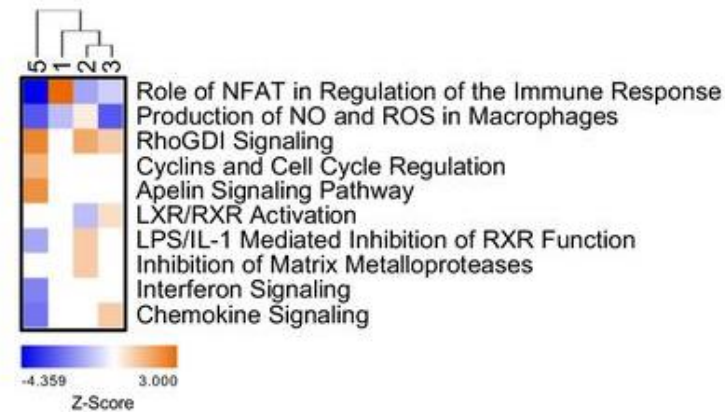 5 1 2 3
Role of NFAT in Regulation of the Immune Response
Production of NO and ROS in Macrophages
RhoGDI Signaling
Cyclins and Cell Cycle Regulation
Apelin Signaling Pathway
LXR/RXR Activation
LPS/IL-1 Mediated Inhibition of RXR Function
Inhibition of Matrix Metalloproteases
Interferon Signaling
Chemokine Signaling
-4.359 3.000
Z-Score